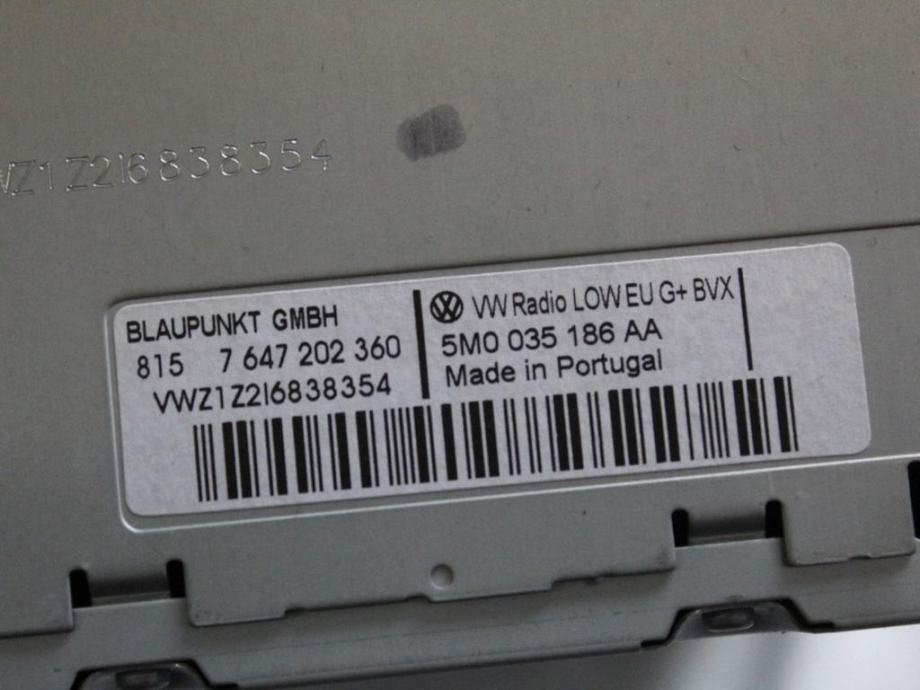 VWZ1Z2I6838354
BLAUPUNKT GMBH
815 7 647 202 360
VWZ1Z2I6838354
VW Radio LOW EU G+ BVX
5M0 035 186 AA
Made in Portugal